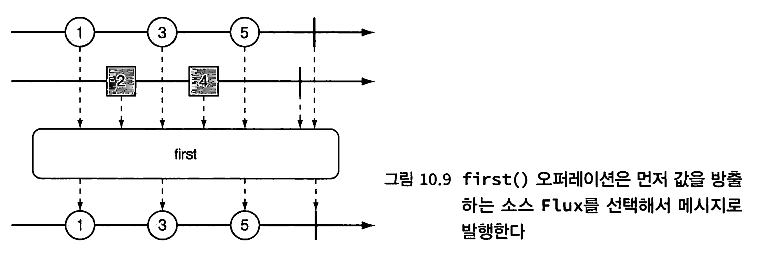 1 3 5
2 4
first
1 3 5
그림 10.9 first() 오퍼레이션은 먼저 값을 방출
하는 소스 Flux를 선택해서 메시지로
발행한다